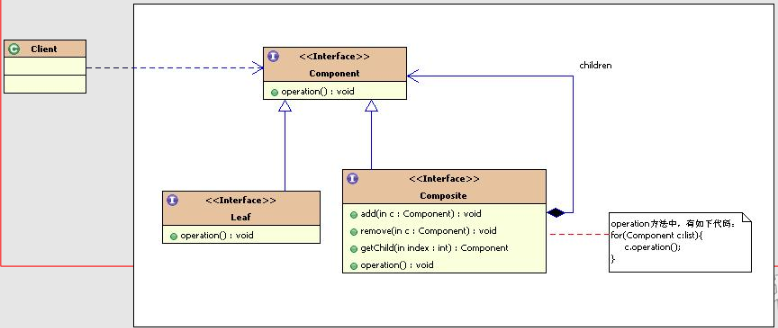 Client
<<Interface>>
Component
operation() : void
children
<<Interface>>
Leaf
operation() : void
<<Interface>>
Composite
add(in c : Component) : void
remove(in c : Component) : void
getChild(in index : int) : Component
operation() : void
operation方法中，有如下代码：
for(Component c:list){
c.operation();
}